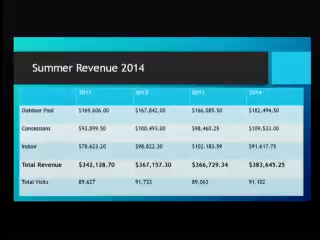 Summer Revenue 2014
2011 2012 2013 2014
Outdoor Pool $169,606.00 $167,842.00 $166,085.50 $182,494.50
Concessions $93,899.50 $100,493.00 $98,460.25 $109,533.00
Indoor $78,623.20 $98,822.30 $102,183.59 $91,617.75
Total Revenue $342,128.70 $367,157.30 $366,729.34 $383,645.25
Total Visits 89,627 91,733 89,063 91,102